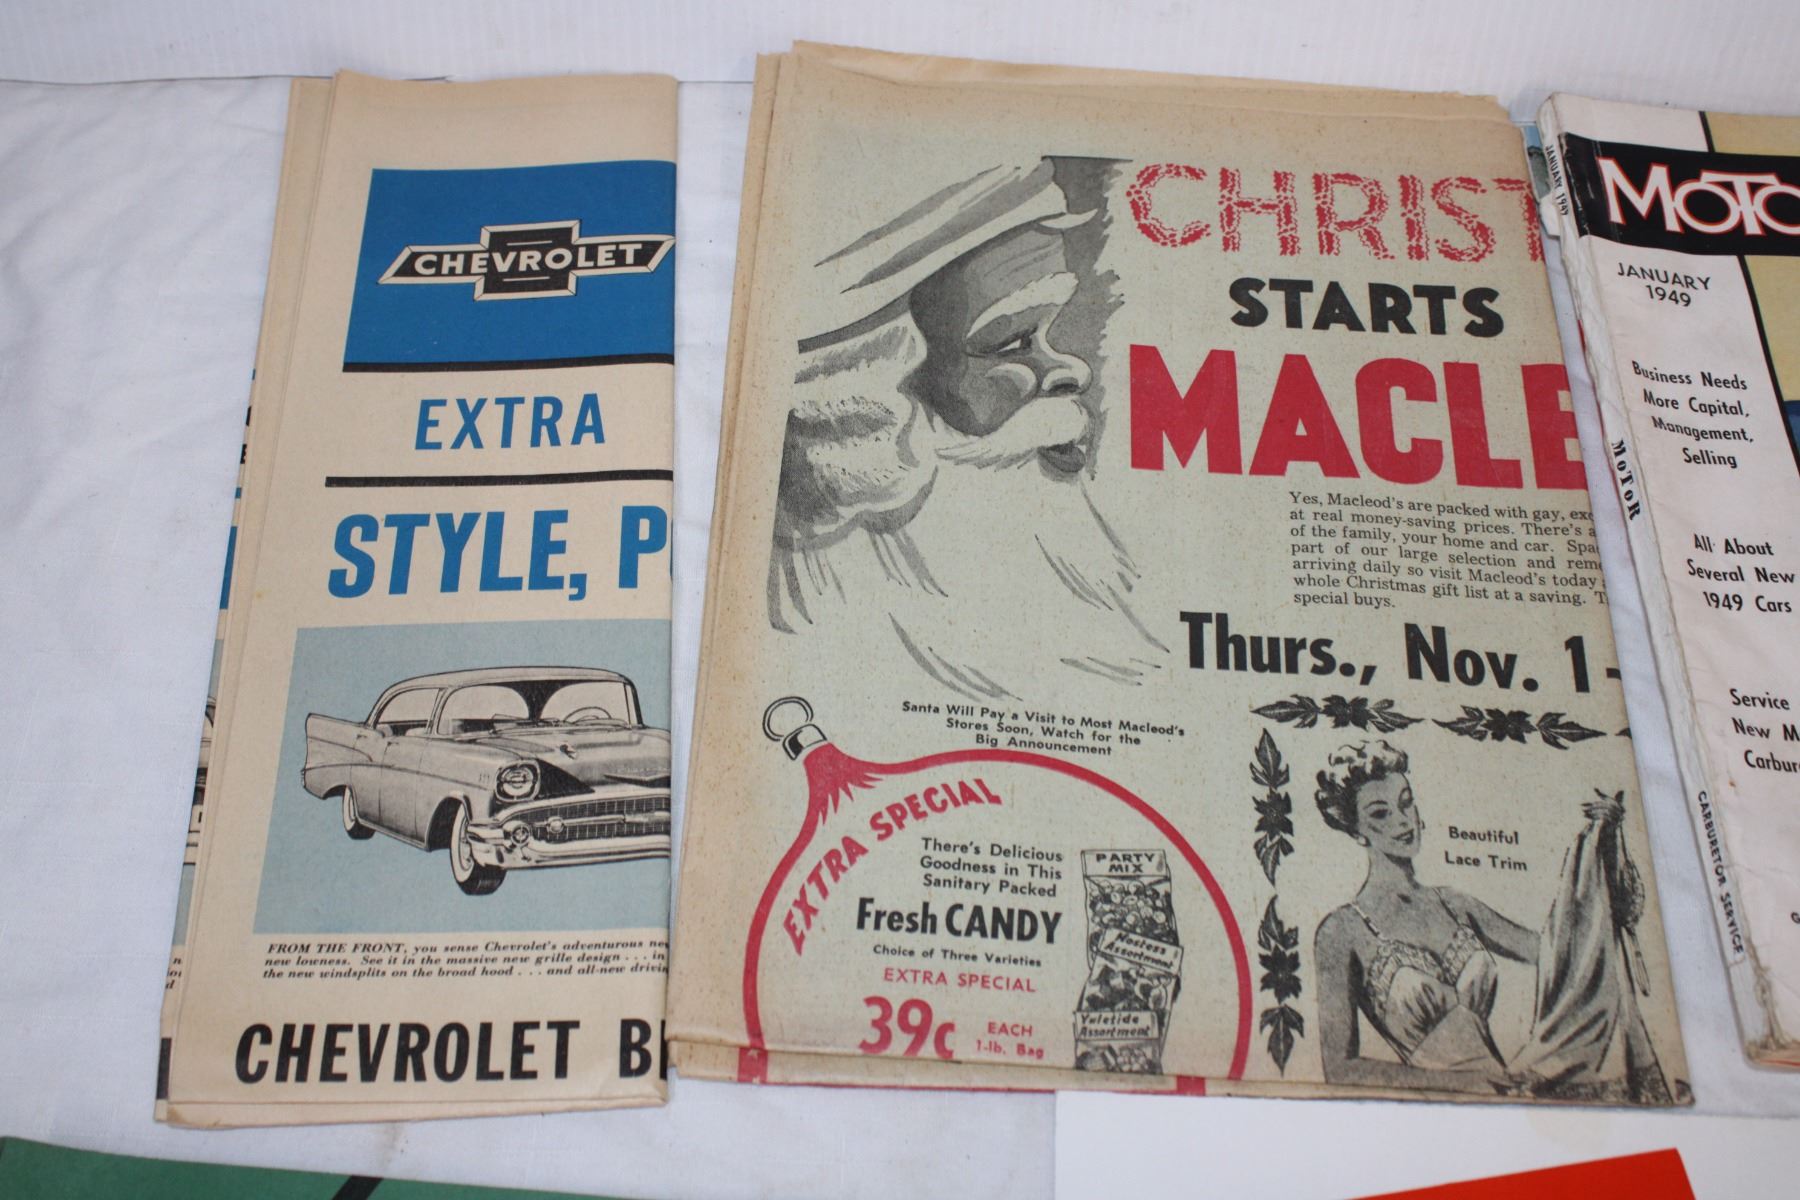 CHEVROLET
EXTRA
STYLE,
FROM THE FRONT, you sense Chevrolet's adventurous
new lowness. See it in the massive new grille design . . . in
the new windsplits on the broad hood . . . and all-new
CHEVROLET
CHRIST
STARTS
MACLE
Yes, Macleod's are packed with gay,
at real money-saving prices. There's
of the family, your home and car.
part of our large selection and
arriving daily so visit Macleod's today
whole Christmas gift list at a saving.
special buys.
Thurs., Nov. 1-
Santa Will Pay a Visit to Most Macleod's
Stores Soon, Watch for the
Big Announcement
EXTRA SPECIAL
There's Delicious
Goodness in This
Sanitary Packed
Fresh CANDY
Choice of Three Varieties
EXTRA SPECIAL
39c EACH
1-lb. Bag
PARTY
MIX
Hostess
Assortment
Yuletide
Assortment
Beautiful
Lace Trim
JANUARY 1949
MoToR
CARBURETOR SERVICE
MOTO
JANUARY
1949
Business Needs
More Capital,
Management,
Selling
All About
Several New
1949 Cars
Service
New